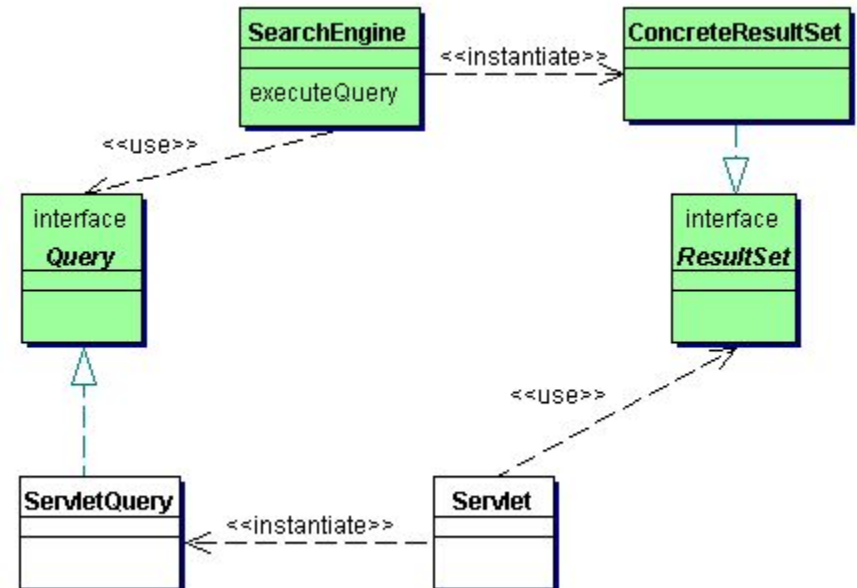 SearchEngine
executeQuery
<<instantiate>>
ConcreteResultSet
<<use>>
interface
Query
interface
ResultSet
<<use>>
ServletQuery
<<instantiate>>
Servlet